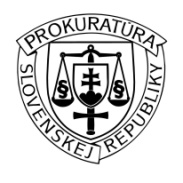 PROKURATÚRA
SLOVENSKEJ REPUBLIKY
§ §